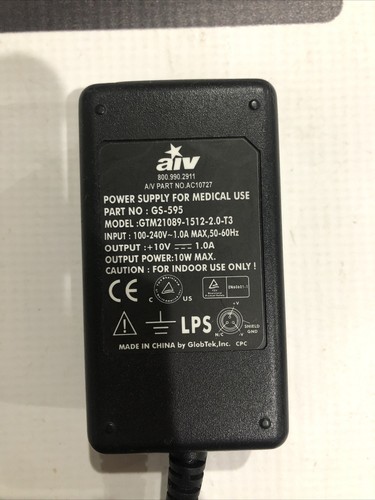 aiv
800.990.2911
A/V PART NO.AC10727
POWER SUPPLY FOR MEDICAL USE
PART NO : GS-595
MODEL:GTM21089-1512-2.0-T3
INPUT : 100-240V~1.0A MAX,50-60Hz
OUTPUT :+10V ⎓ 1.0A
OUTPUT POWER:10W MAX.
CAUTION : FOR INDOOR USE ONLY !
CE
C US
EN60601-1
LPS
+V
N/C -V
SHIELD
GND
MADE IN CHINA by GlobTek,Inc. CPC